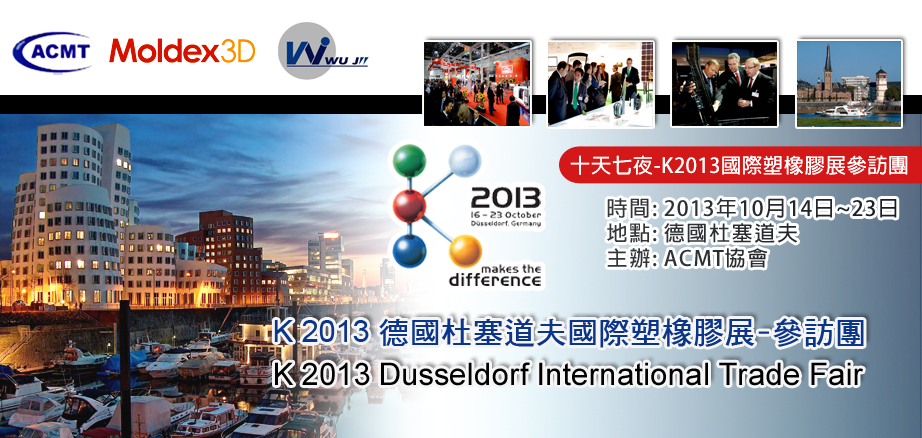 ACMT
Moldex3D
WU JII
十天七夜-K2013國際塑橡膠展參訪團
時間: 2013年10月14日~23日
地點: 德國杜塞道夫
主辦: ACMT協會
2013
16 – 23 October
Düsseldorf, Germany
makes the
difference
K 2013 德國杜塞道夫國際塑橡膠展-參訪團
K 2013 Dusseldorf International Trade Fair